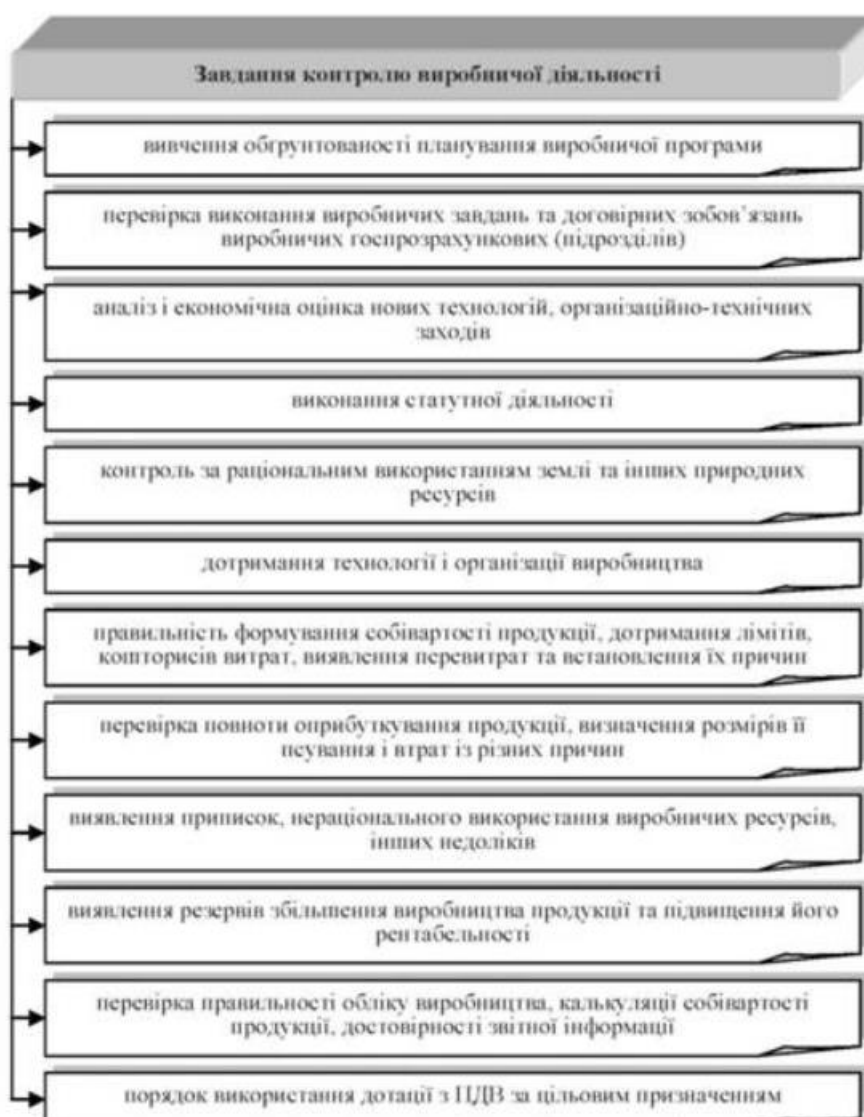 Завдання контролю виробничої діяльності
вивчення обґрунтованості планування виробничої програми
перевірка виконання виробничих завдань та договірних зобов’язань
виробничих госпрозрахункових (підрозділів)
аналіз і економічна оцінка нових технологій, організаційно-технічних
заходів
виконання статутної діяльності
контроль за раціональним використанням землі та інших природних
ресурсів
дотримання технології і організації виробництва
правильність формування собівартості продукції, дотримання лімітів,
кошторисів витрат, виявлення перевитрат та встановлення їх причин
перевірка повноти оприбуткування продукції, визначення розмірів її
псування і втрат із різних причин
виявлення приписок, нераціонального використання виробничих ресурсів,
інших недоліків
виявлення резервів збільшення виробництва продукції та підвищення його
рентабельності
перевірка правильності обліку виробництва, калькуляції собівартості
продукції, достовірності звітної інформації
порядок використання дотації з ПДВ за цільовим призначенням